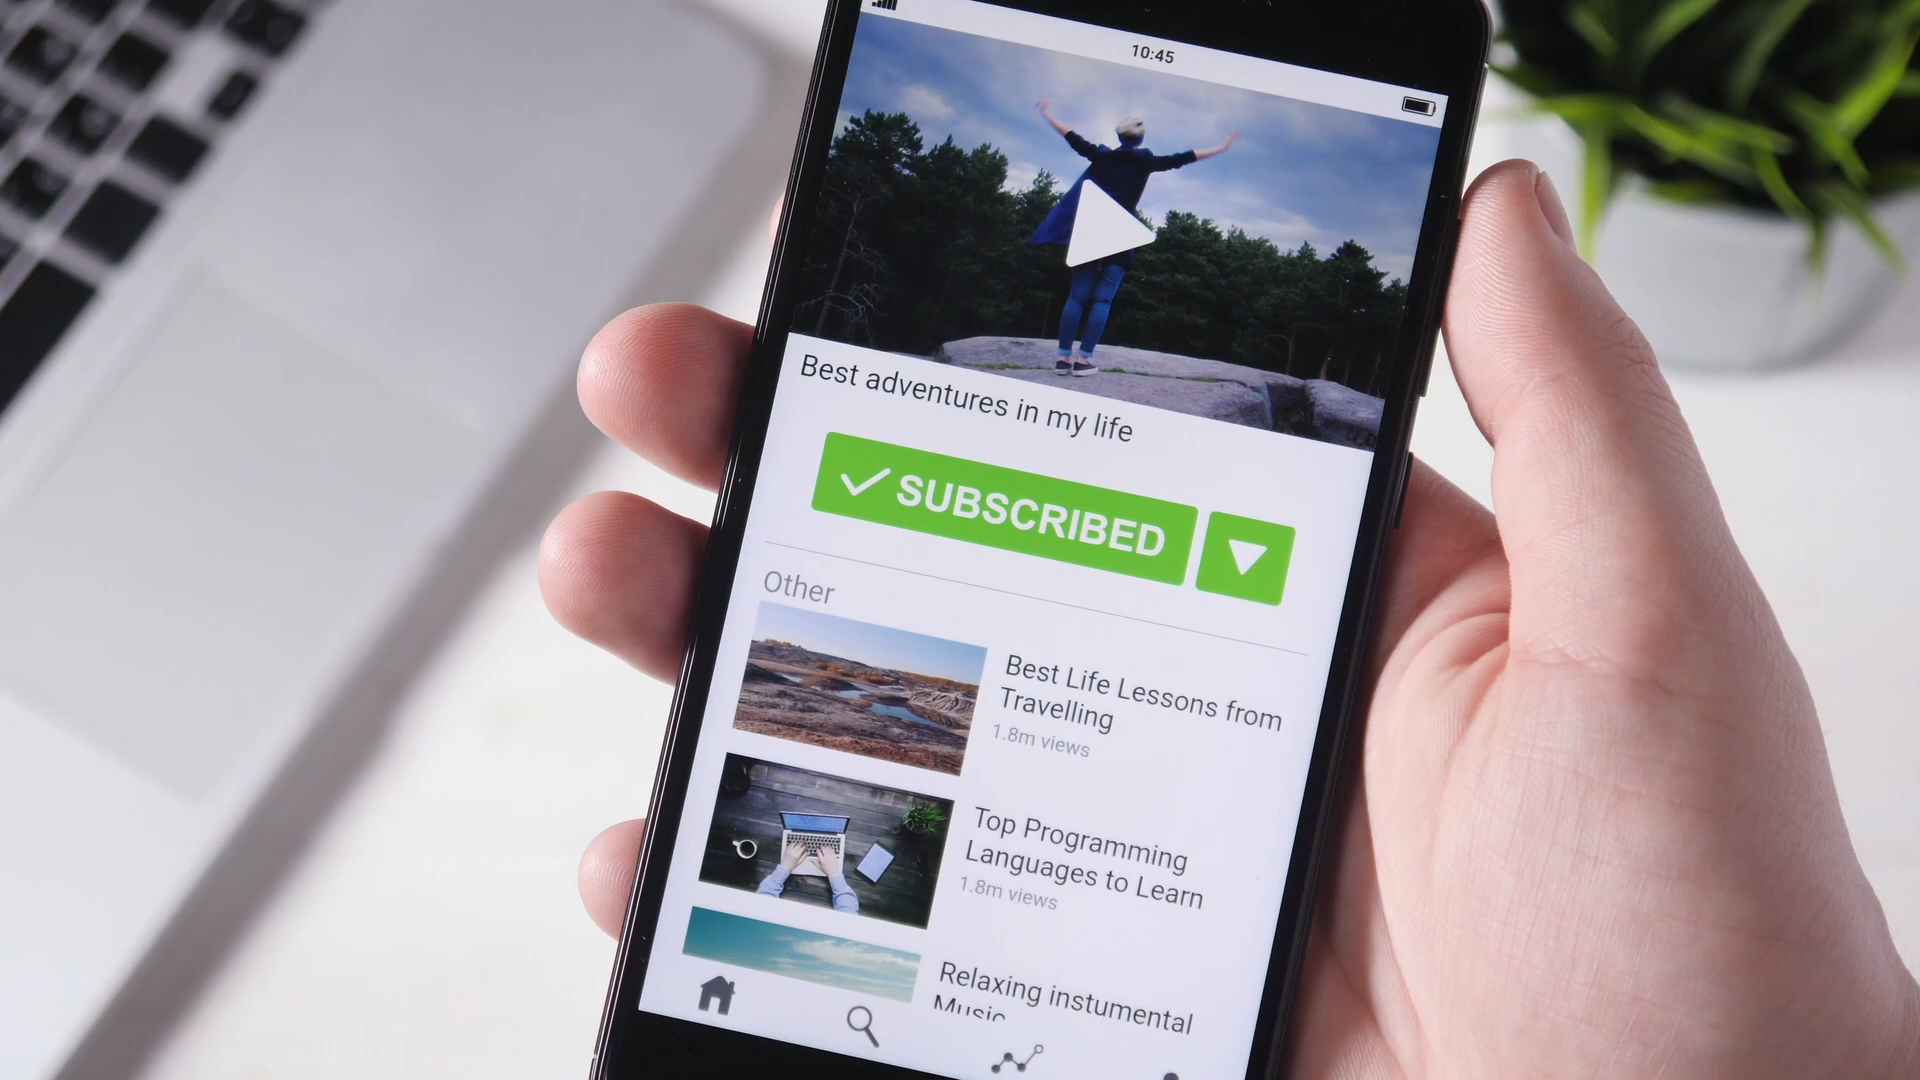 10:45
Best adventures in my life
SUBSCRIBED
Other
Best Life Lessons from
Travelling
1.8m views
Top Programming
Languages to Learn
1.8m views
Relaxing instumental
Music